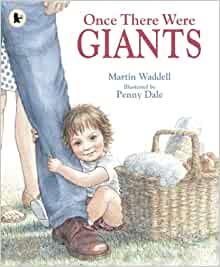 Once There Were
GIANTS
Martin Waddell
Illustrated by
Penny Dale